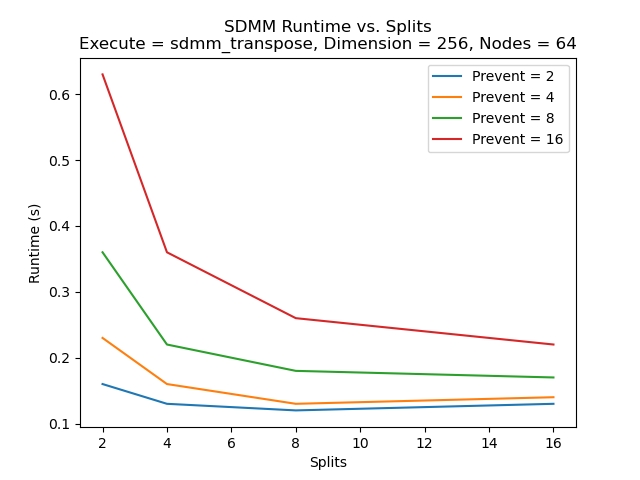 SDMM Runtime vs. Splits
Execute = sdmm_transpose, Dimension = 256, Nodes = 64
Prevent = 2
Prevent = 4
Prevent = 8
Prevent = 16
0.6
0.5
0.4
0.3
0.2
0.1
Runtime (s)
2 4 6 8 10 12 14 16
Splits